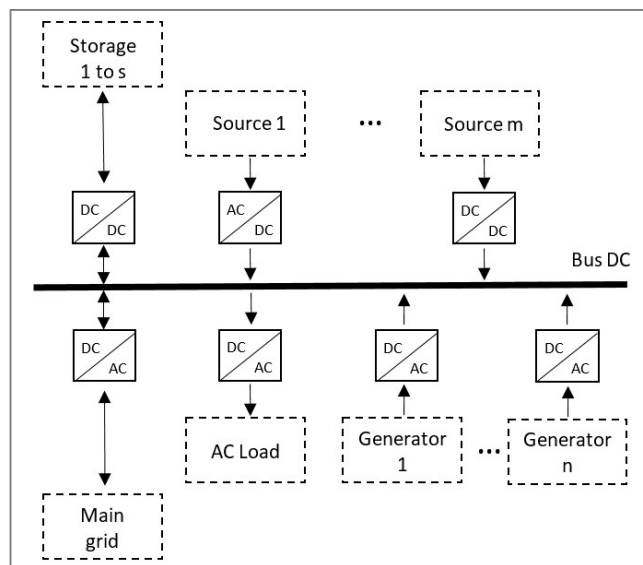 Storage
1 to s
Source 1
...
Source m
DC
DC
AC
DC
DC
DC
Bus DC
DC
AC
DC
AC
DC
AC
DC
AC
AC Load
Generator
1
...
Generator
n
Main
grid